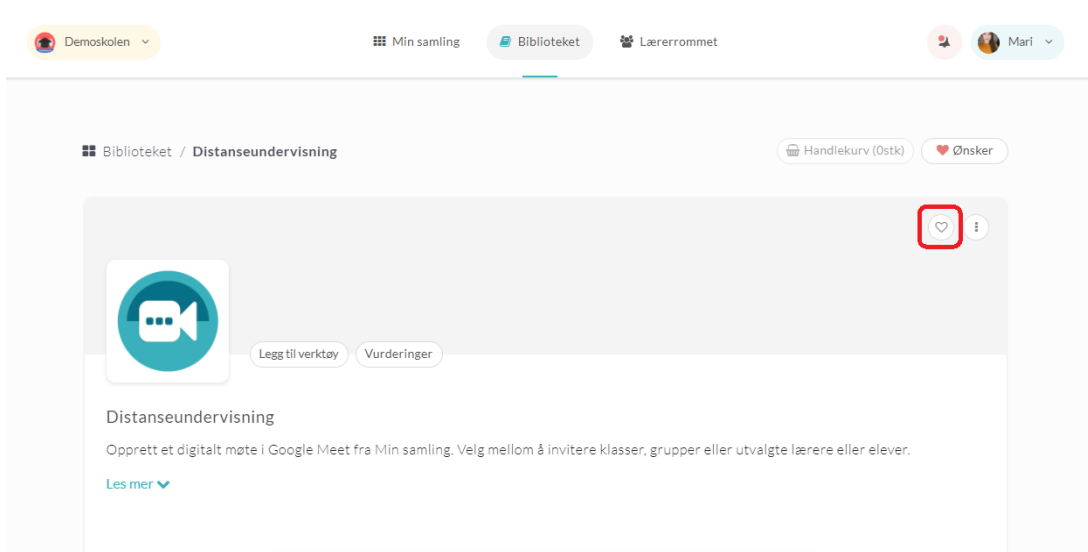 Demoskolen Min samling Biblioteket Lærerrommet Mari
Biblioteket / Distanseundervisning Handlekurv (0stk) Ønsker
Legg til verktøy Vurderinger
Distanseundervisning
Opprett et digitalt møte i Google Meet fra Min samling. Velg mellom å invitere klasser, grupper eller utvalgte lærere eller elever.
Les mer